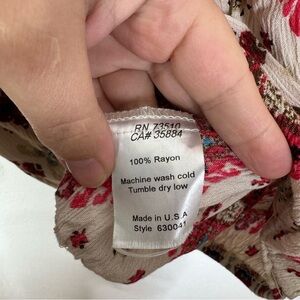 RN 73510
CA# 35884
100% Rayon
Machine wash cold
Tumble dry low
Made in U.S.A
Style 630041